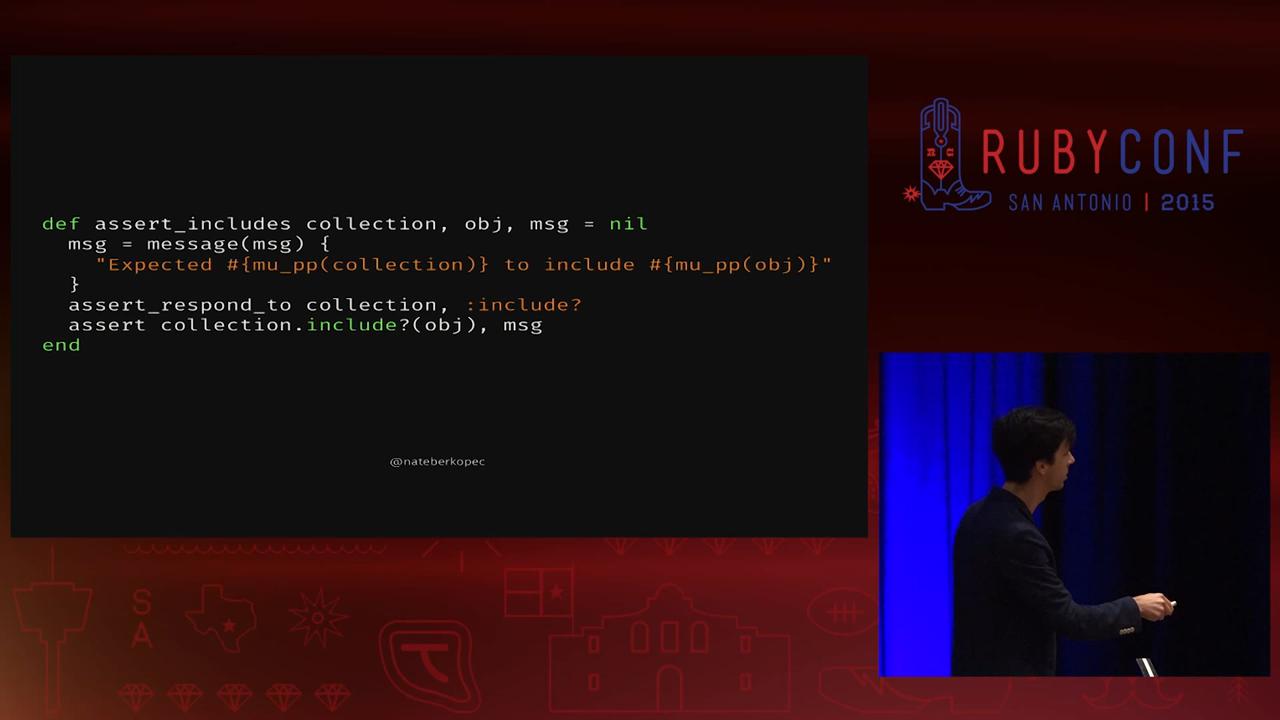 def assert_includes collection, obj, msg = nil
  msg = message(msg) {
    "Expected #{mu_pp(collection)} to include #{mu_pp(obj)}"
  }
  assert_respond_to collection, :include?
  assert collection.include?(obj), msg
end
@nateberkopec
RUBYCONF
SAN ANTONIO | 2015
S
A